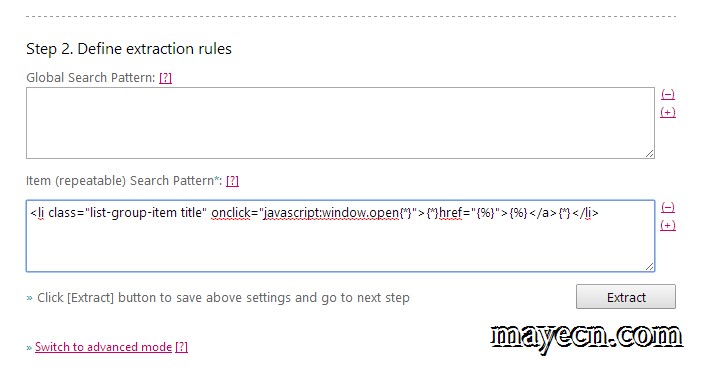 Step 2. Define extraction rules
Global Search Pattern: [?]
(–)
(+)
Item (repeatable) Search Pattern*: [?]
<li class="list-group-item title" onclick="javascript:window.open{*}">{*}href="{%}">{%}</a>{*}</li>
(–)
(+)
» Click [Extract] button to save above settings and go to next step
Extract
mayecn.com
» Switch to advanced mode [?]